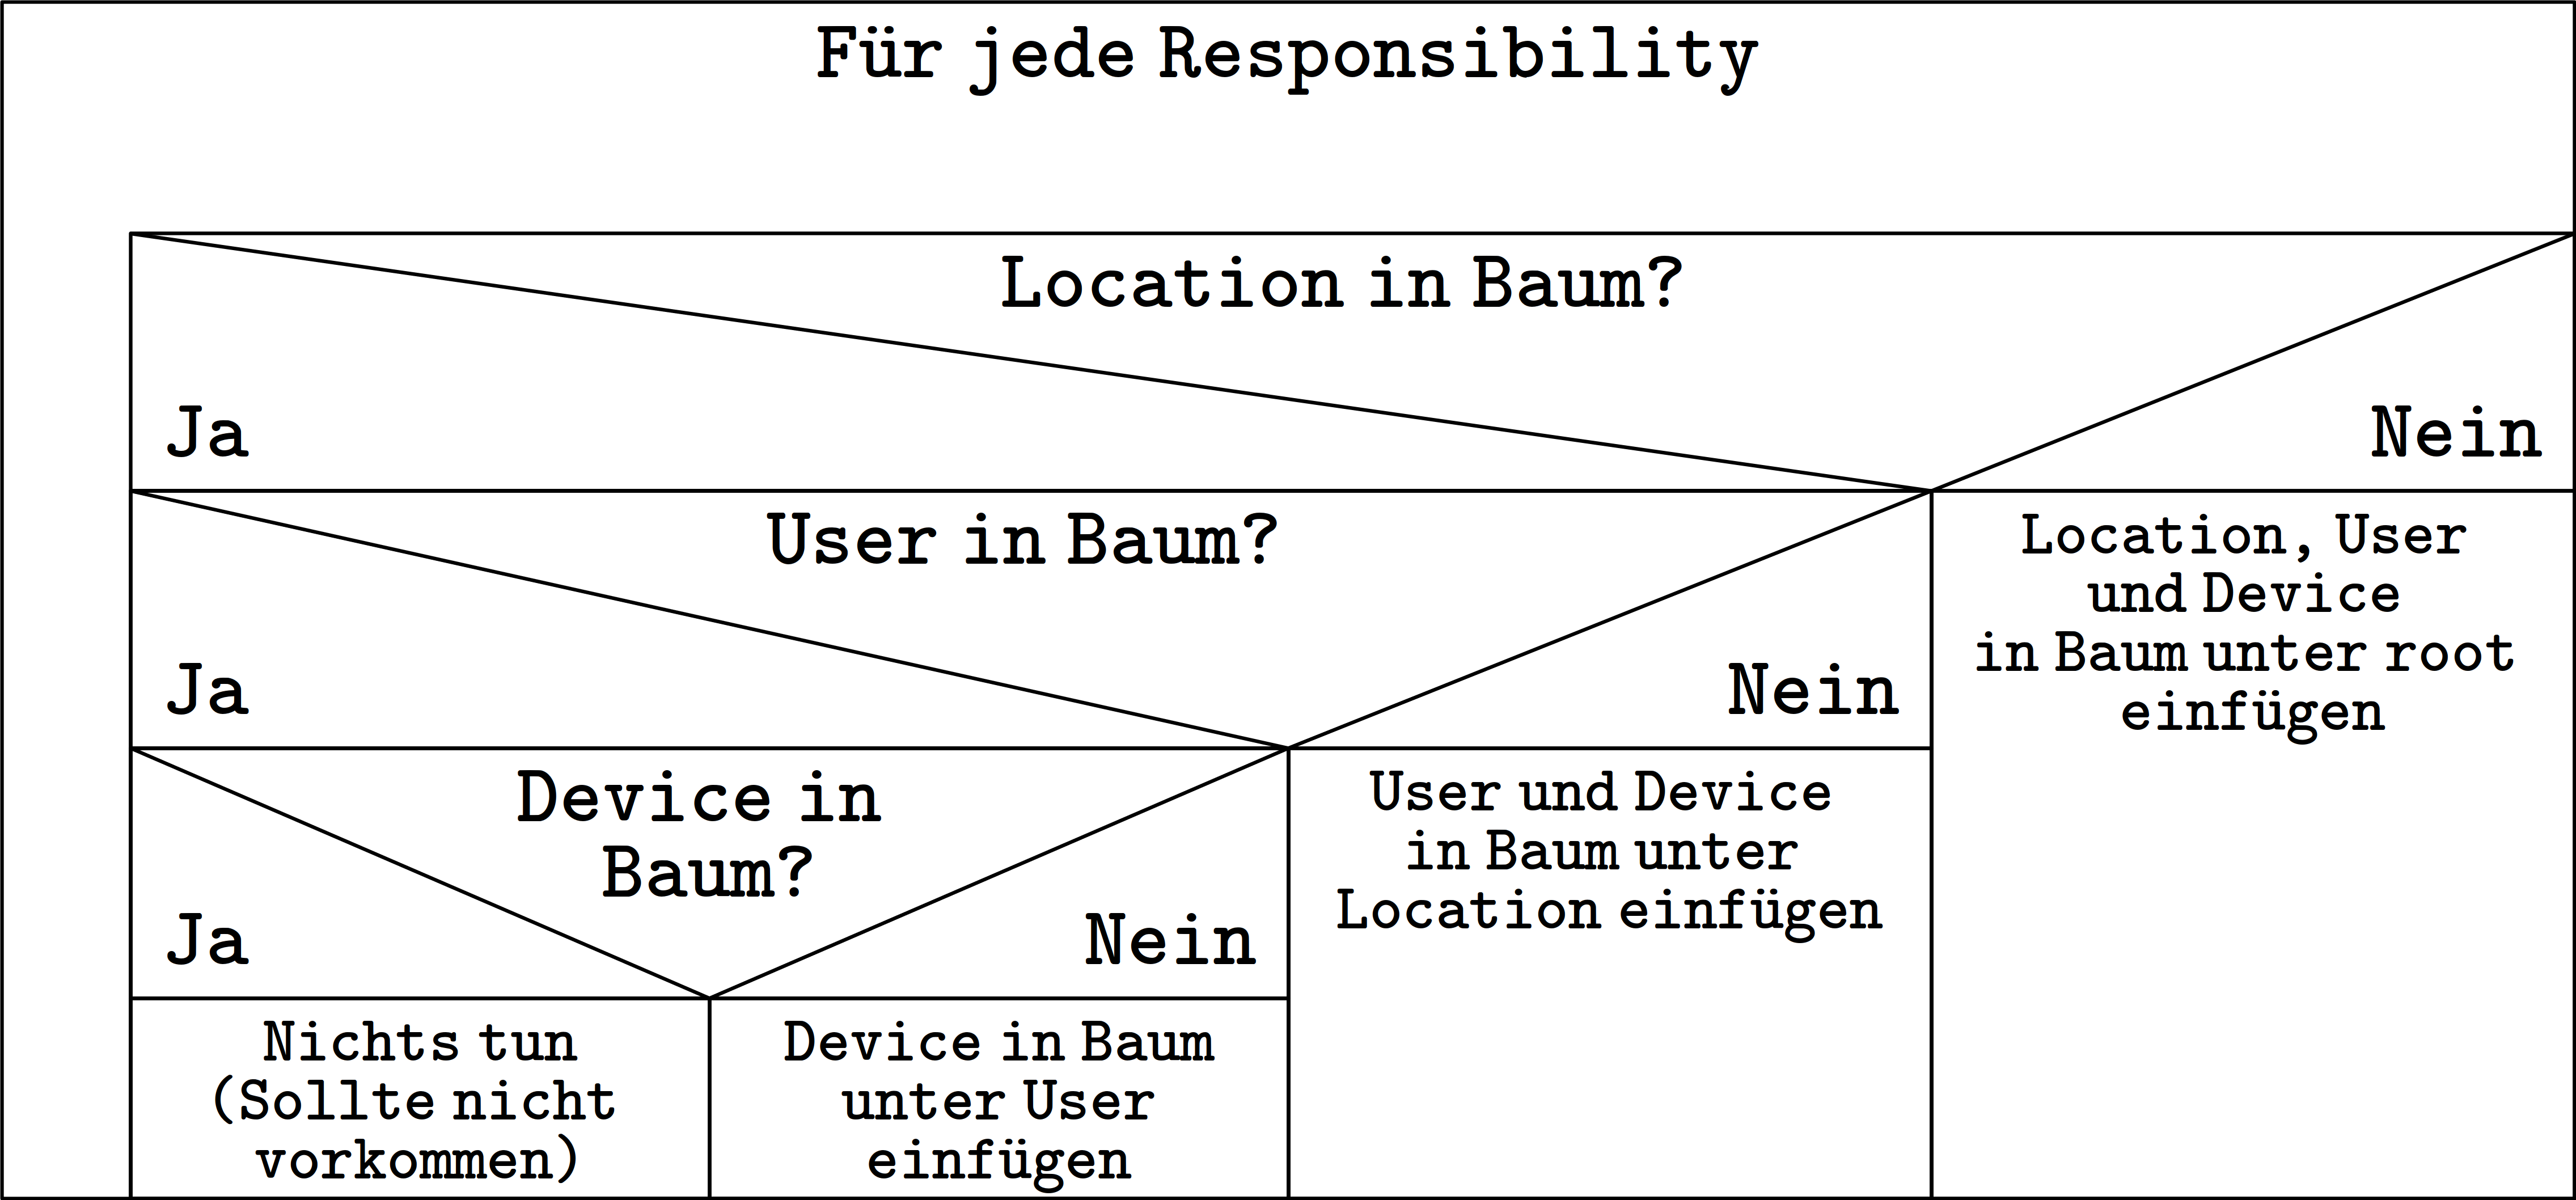 Für jede Responsibility
Location in Baum?
Ja
Nein
User in Baum?
Ja
Nein
Location, User
und Device
in Baum unter root
einfügen
Device in
Baum?
Ja
Nein
User und Device
in Baum unter
Location einfügen
Nichts tun
(Sollte nicht
vorkommen)
Device in Baum
unter User
einfügen